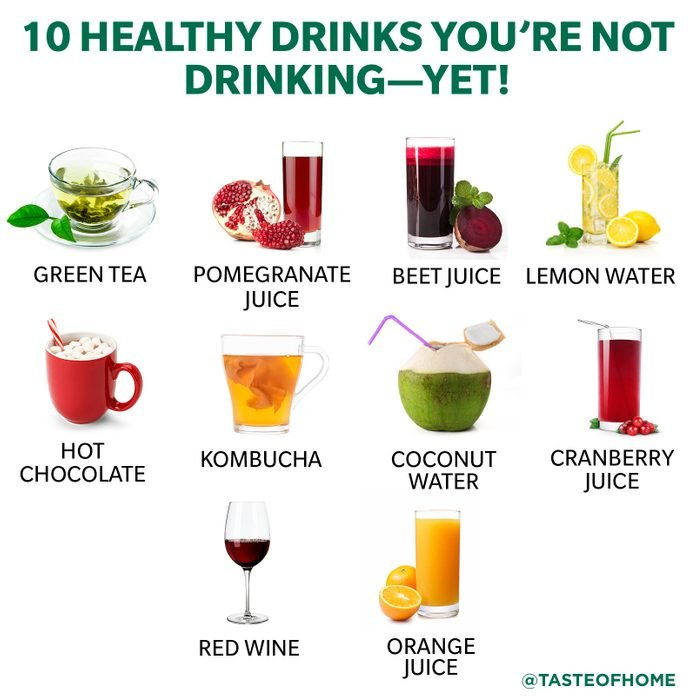 10 HEALTHY DRINKS YOU'RE NOT
DRINKING—YET!
GREEN TEA
POMEGRANATE
JUICE
BEET JUICE
LEMON WATER
HOT
CHOCOLATE
KOMBUCHA
COCONUT
WATER
CRANBERRY
JUICE
RED WINE
ORANGE
JUICE
@TASTEOFHOME